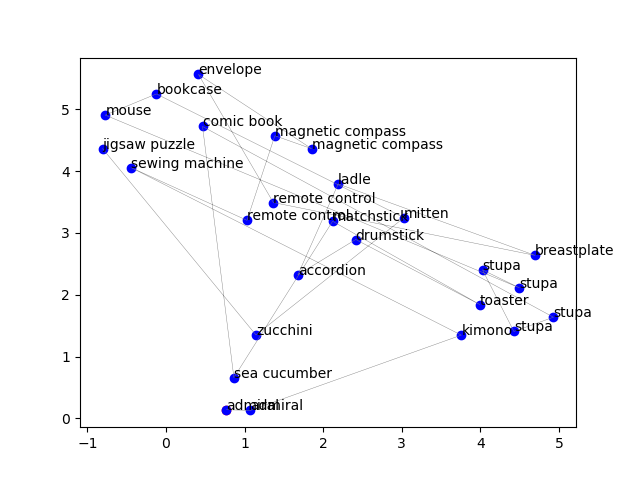 envelope
bookcase
mouse
comic book
magnetic compass
magnetic compass
jigsaw puzzle
sewing machine
ladle
remote control
remote control
matchstick
mitten
drumstick
breastplate
stupa
accordion
stupa
toaster
stupa
zucchini
kimono
stupa
sea cucumber
admiral
admiral
5
4
3
2
1
0
−1 0 1 2 3 4 5